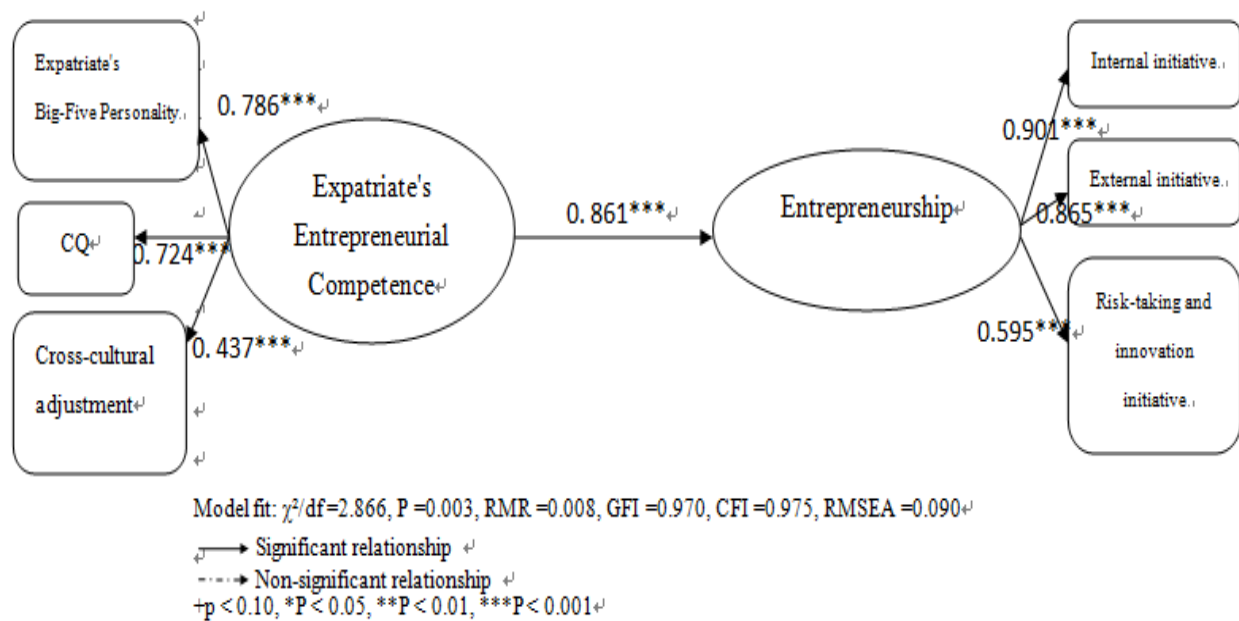 Expatriate's
Big-Five Personality.
0.786***
CQ
0.724***
Cross-cultural
adjustment
0.437***
Expatriate's
Entrepreneurial
Competence
0.861***
Entrepreneurship
Internal initiative.
0.901***
External initiative.
0.865***
Risk-taking and
innovation
initiative.
0.595***
Model fit: χ²/df =2.866, P =0.003, RMR =0.008, GFI =0.970, CFI =0.975, RMSEA =0.090
Significant relationship
Non-significant relationship
+p < 0.10, *P < 0.05, **P < 0.01, ***P < 0.001